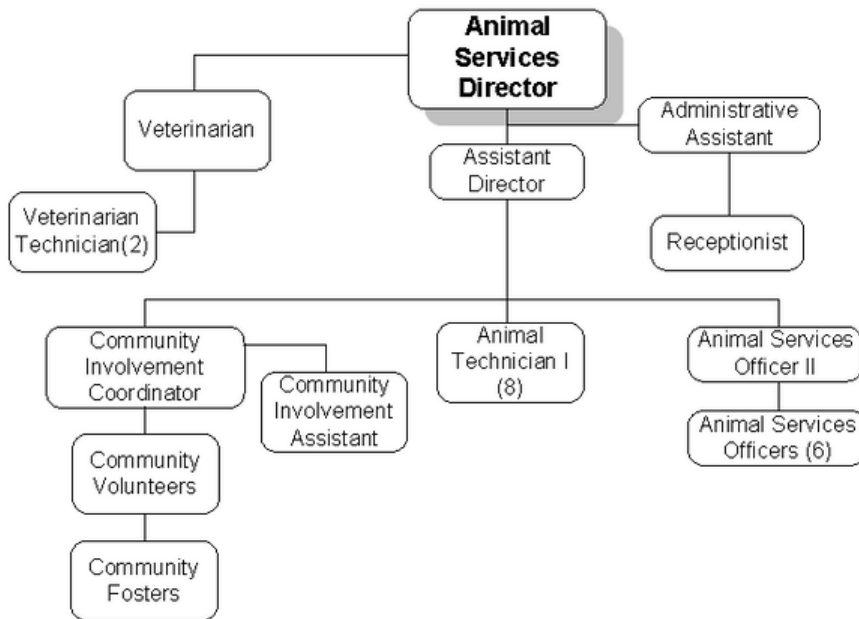 Animal
Services
Director
Veterinarian
Administrative
Assistant
Assistant
Director
Veterinarian
Technician(2)
Receptionist
Community
Involvement
Coordinator
Animal
Technician I
(8)
Animal Services
Officer II
Community
Involvement
Assistant
Animal Services
Officers (6)
Community
Volunteers
Community
Fosters